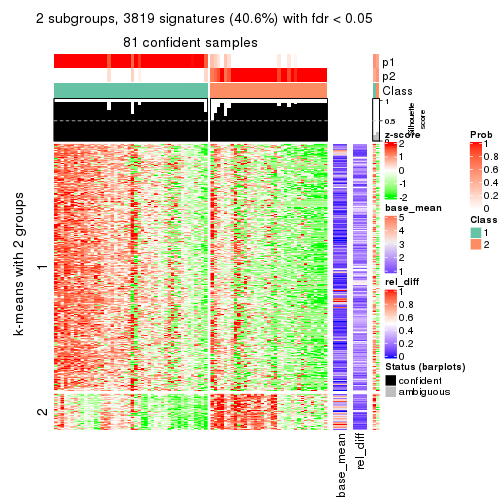 2 subgroups, 3819 signatures (40.6%) with fdr < 0.05
81 confident samples
p1
p2
Class
1
0.5
0
Silhouette
score
k-means with 2 groups
1
2
base_mean
rel_diff
z-score
2
1
0
-1
-2
base_mean
5
4
3
2
1
rel_diff
1
0.8
0.6
0.4
0.2
0
Status (barplots)
confident
ambiguous
Prob
1
0.8
0.6
0.4
0.2
0
Class
1
2